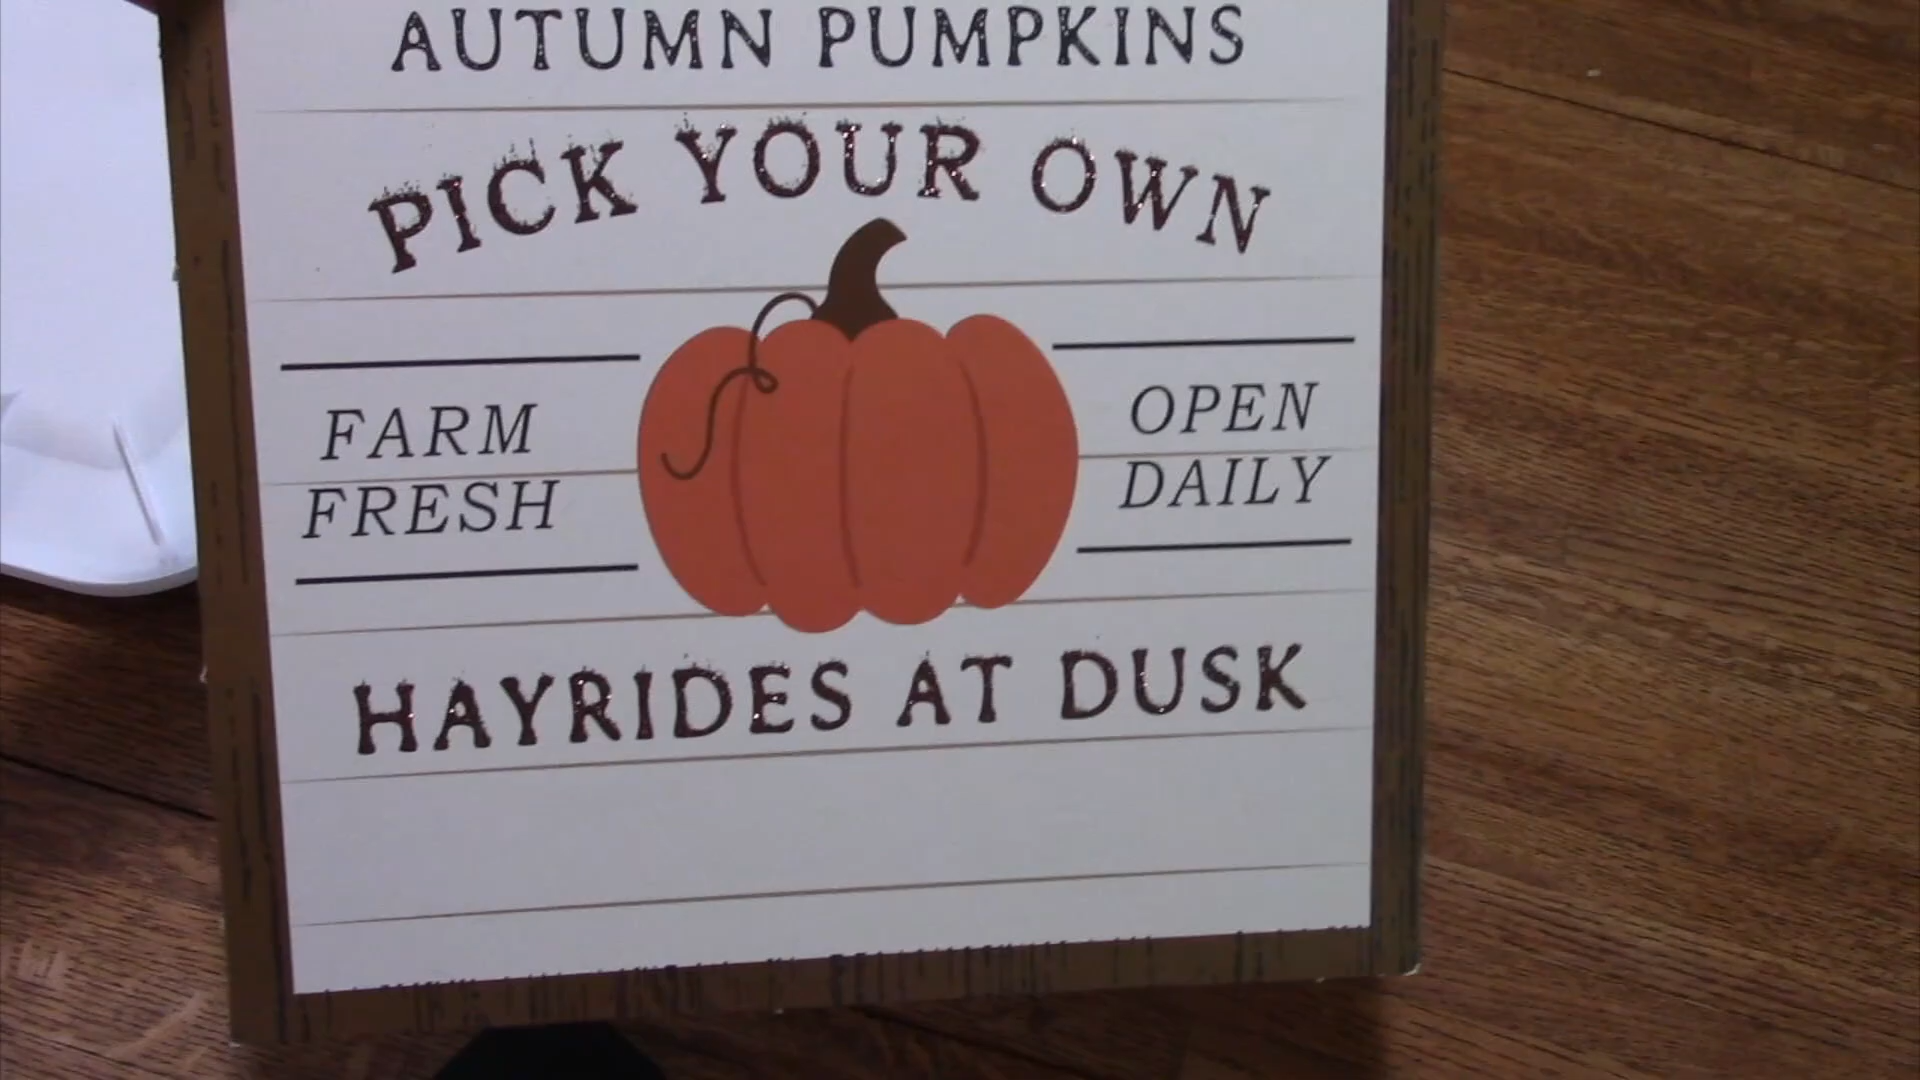 AUTUMN PUMPKINS
PICK YOUR OWN
FARM
FRESH
OPEN
DAILY
HAYRIDES AT DUSK